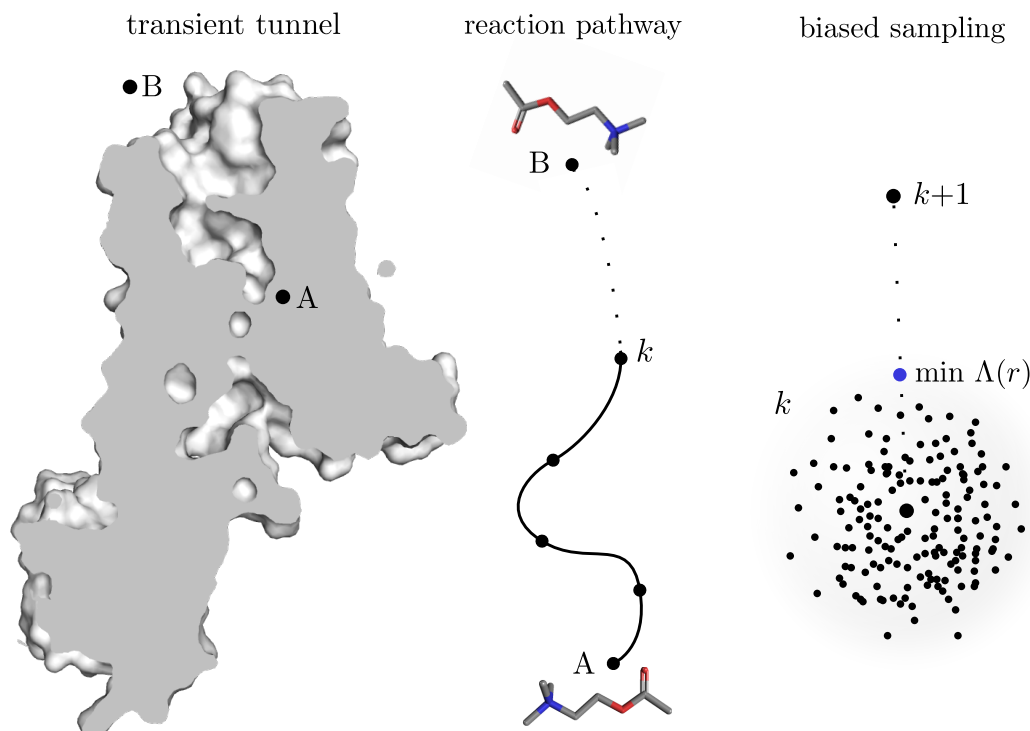 transient tunnel
reaction pathway
biased sampling
B
A
B
k
A
k+1
min Λ(r)
k